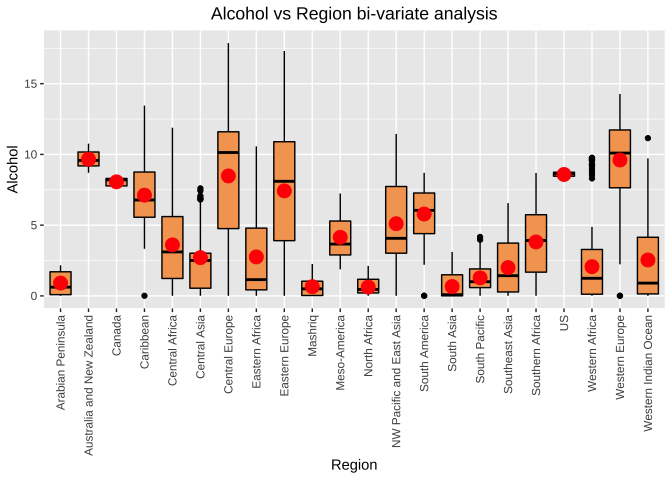 Alcohol vs Region bi-variate analysis
Alcohol
15
10
5
0
Arabian Peninsula
Australia and New Zealand
Canada
Caribbean
Central Africa
Central Asia
Central Europe
Eastern Africa
Eastern Europe
Mashriq
Meso-America
North Africa
NW Pacific and East Asia
South America
South Asia
South Pacific
Southeast Asia
Southern Africa
US
Western Africa
Western Europe
Western Indian Ocean
Region